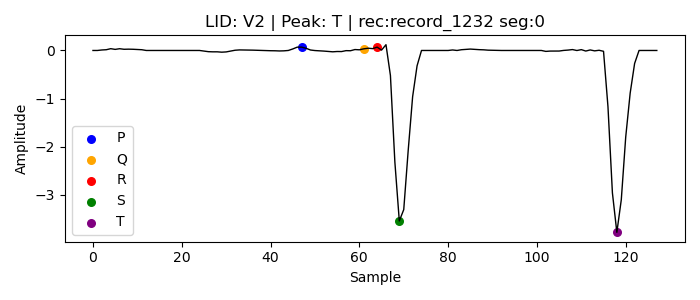 LID: V2 | Peak: T | rec:record_1232 seg:0
Amplitude
0
−1
−2
−3
P
Q
R
S
T
0
20
40
60
80
100
120
Sample